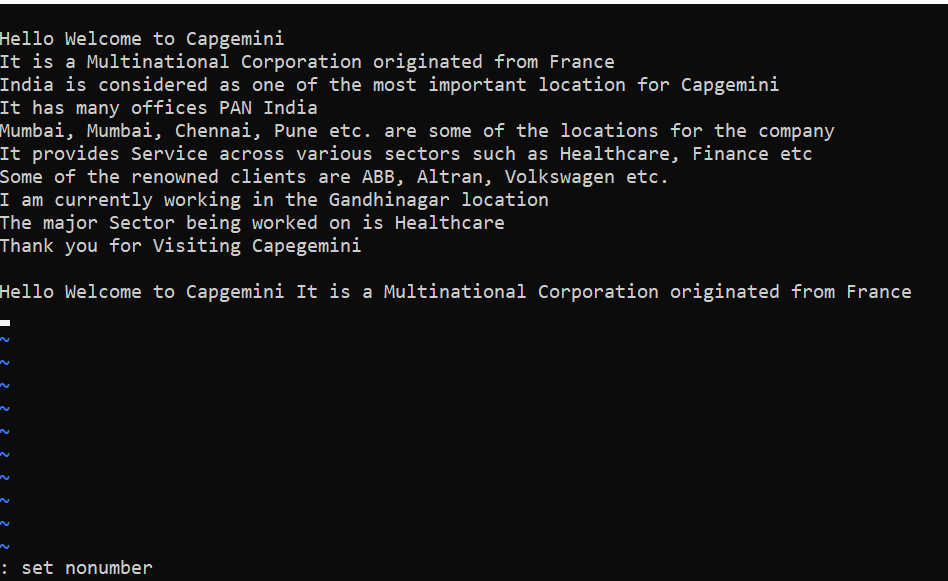 Hello Welcome to Capgemini
It is a Multinational Corporation originated from France
India is considered as one of the most important location for Capgemini
It has many offices PAN India
Mumbai, Mumbai, Chennai, Pune etc. are some of the locations for the company
It provides Service across various sectors such as Healthcare, Finance etc
Some of the renowned clients are ABB, Altran, Volkswagen etc.
I am currently working in the Gandhinagar location
The major Sector being worked on is Healthcare
Thank you for Visiting Capegemini
Hello Welcome to Capgemini It is a Multinational Corporation originated from France
~
~
~
~
~
~
~
~
~
~
: set nonumber